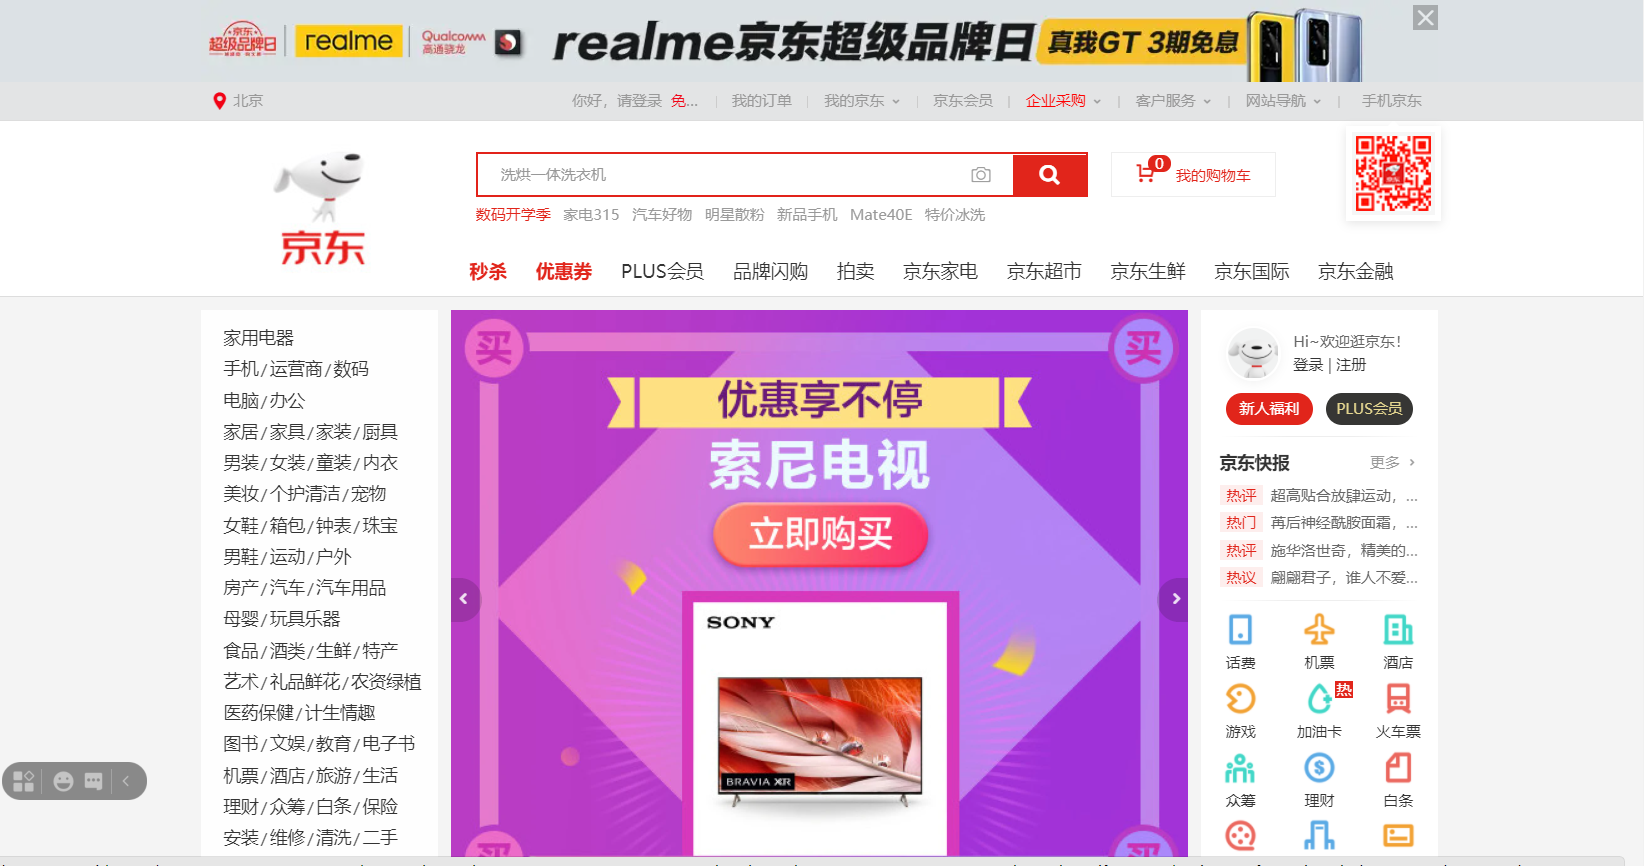 京东
超级品牌日
realme
Qualcomm
高通骁龙
realme京东超级品牌日
真我GT 3期免息
北京
你好，请登录 免...
我的订单
我的京东
京东会员
企业采购
客户服务
网站导航
手机京东
洗烘一体洗衣机
0
我的购物车
数码开学季 家电315 汽车好物 明星散粉 新品手机 Mate40E 特价冰洗
京东
秒杀 优惠券 PLUS会员 品牌闪购 拍卖 京东家电 京东超市 京东生鲜 京东国际 京东金融
家用电器
手机/运营商/数码
电脑/办公
家居/家具/家装/厨具
男装/女装/童装/内衣
美妆/个护清洁/宠物
女鞋/箱包/钟表/珠宝
男鞋/运动/户外
房产/汽车/汽车用品
母婴/玩具乐器
食品/酒类/生鲜/特产
艺术/礼品鲜花/农资绿植
医药保健/计生情趣
图书/文娱/教育/电子书
机票/酒店/旅游/生活
理财/众筹/白条/保险
安装/维修/清洗/二手
买
买
优惠享不停
索尼电视
立即购买
SONY
BRAVIA XR
买
买
Hi~欢迎逛京东!
登录 | 注册
新人福利
PLUS会员
京东快报
更多
热评 超高贴合放肆运动，...
热门 苒后神经酰胺面霜，...
热评 施华洛世奇，精美的...
热议 翩翩君子，谁人不爱...
话费
机票
酒店
热
游戏
加油卡
火车票
众筹
理财
白条